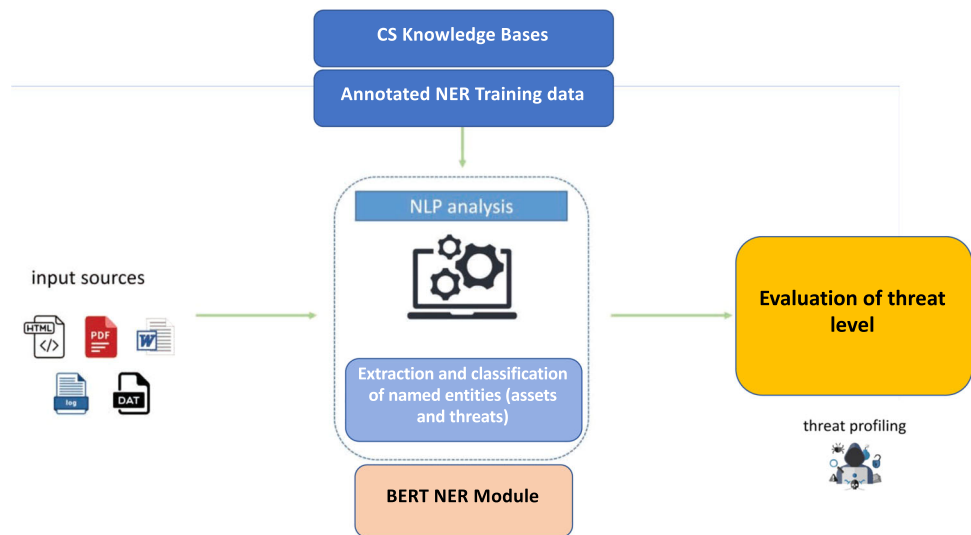 CS Knowledge Bases
Annotated NER Training data
NLP analysis
input sources
HTML
</>
PDF
W
log
DAT
Extraction and classification
of named entities (assets
and threats)
BERT NER Module
Evaluation of threat
level
threat profiling